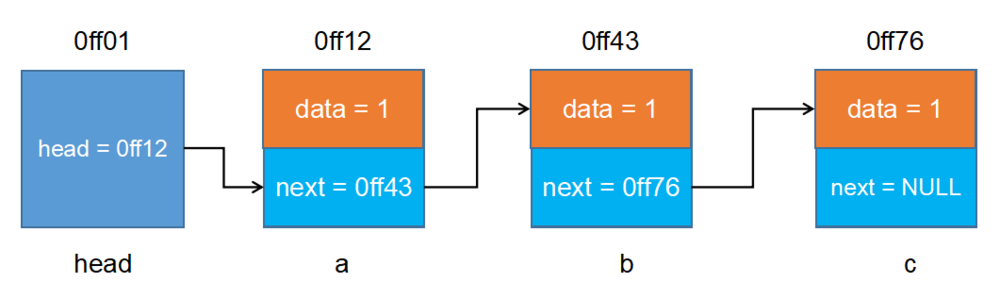 0ff01
0ff12
0ff43
0ff76
data = 1
data = 1
data = 1
head = 0ff12
next = 0ff43
next = 0ff76
next = NULL
head
a
b
c